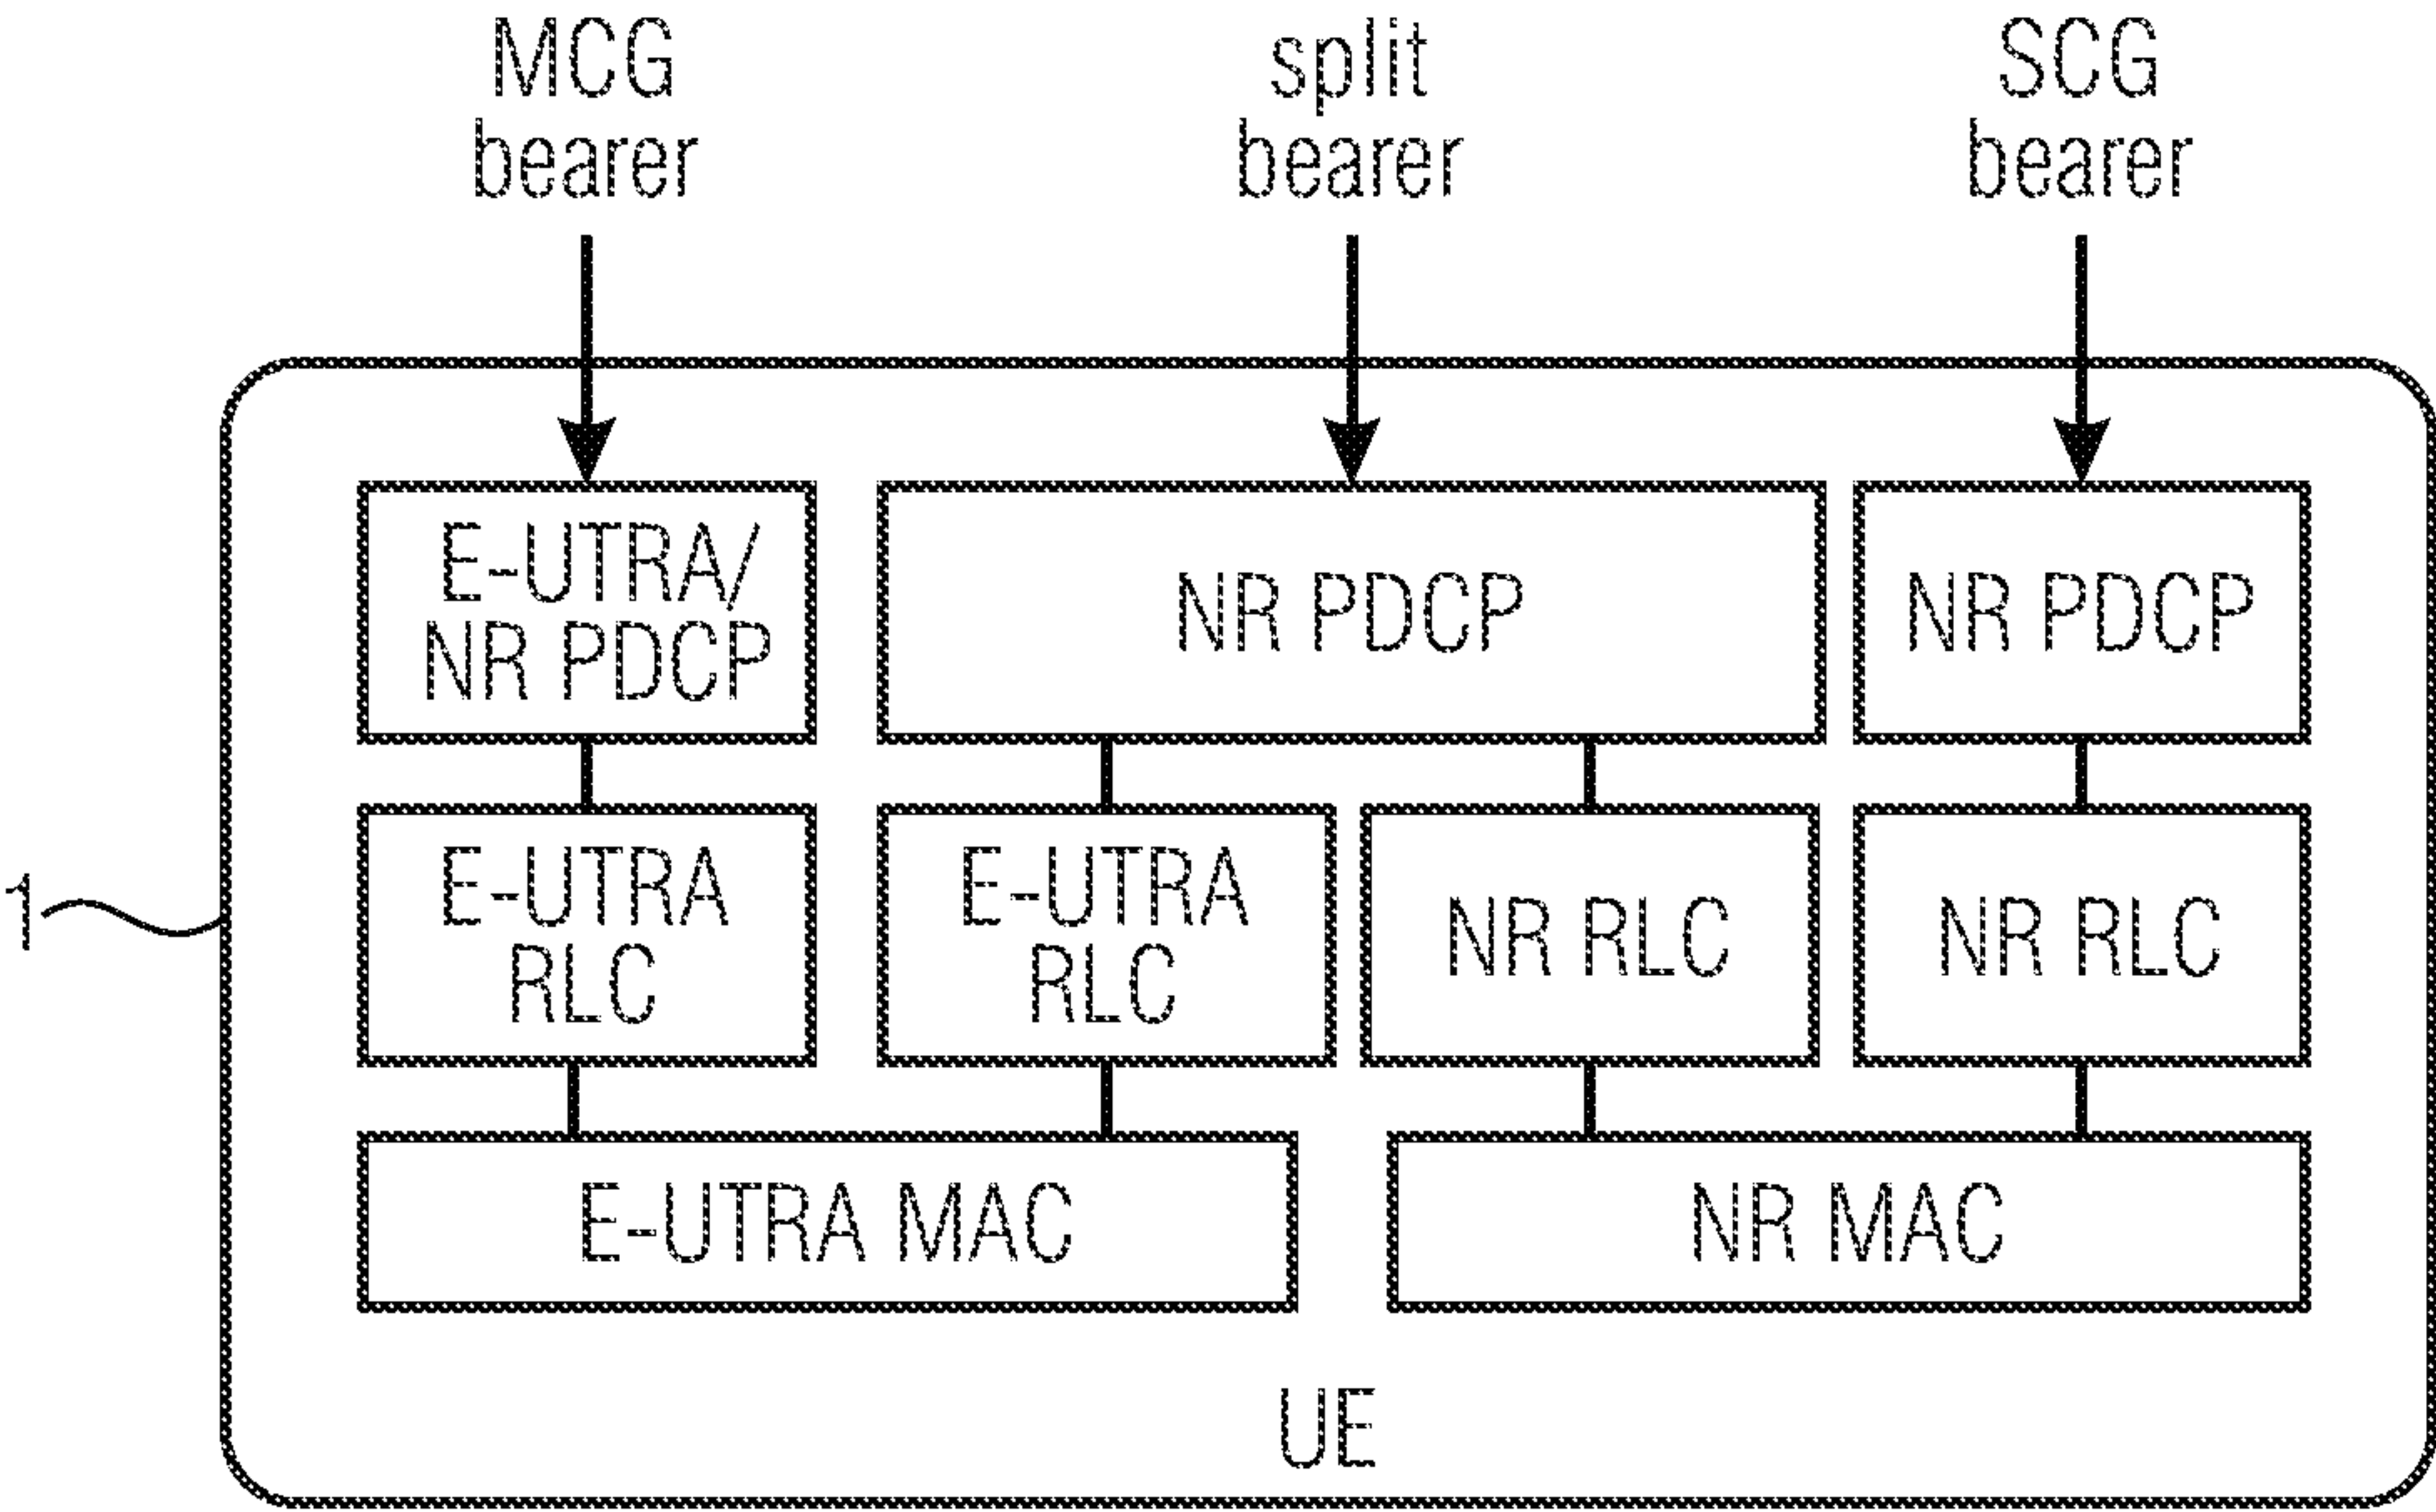 MCG
bearer
split
bearer
SCG
bearer
E-UTRA/
NR PDCP
NR PDCP
NR PDCP
1
E-UTRA
RLC
E-UTRA
RLC
NR RLC
NR RLC
E-UTRA MAC
NR MAC
UE